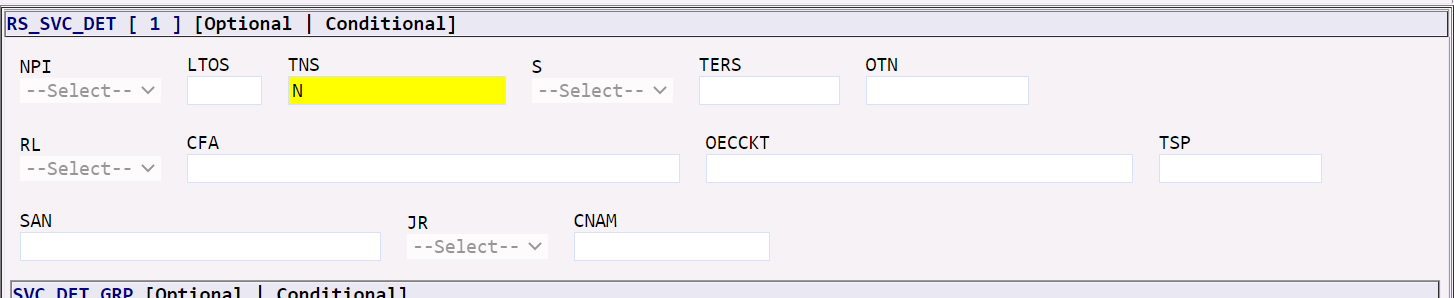 RS_SVC_DET [ 1 ] [Optional | Conditional]
NPI LTOS TNS S TERS OTN
--Select-- N --Select--
RL CFA OECCKT TSP
--Select--
SAN JR CNAM
--Select--
SVC_DET_GRP [Optional | Conditional]